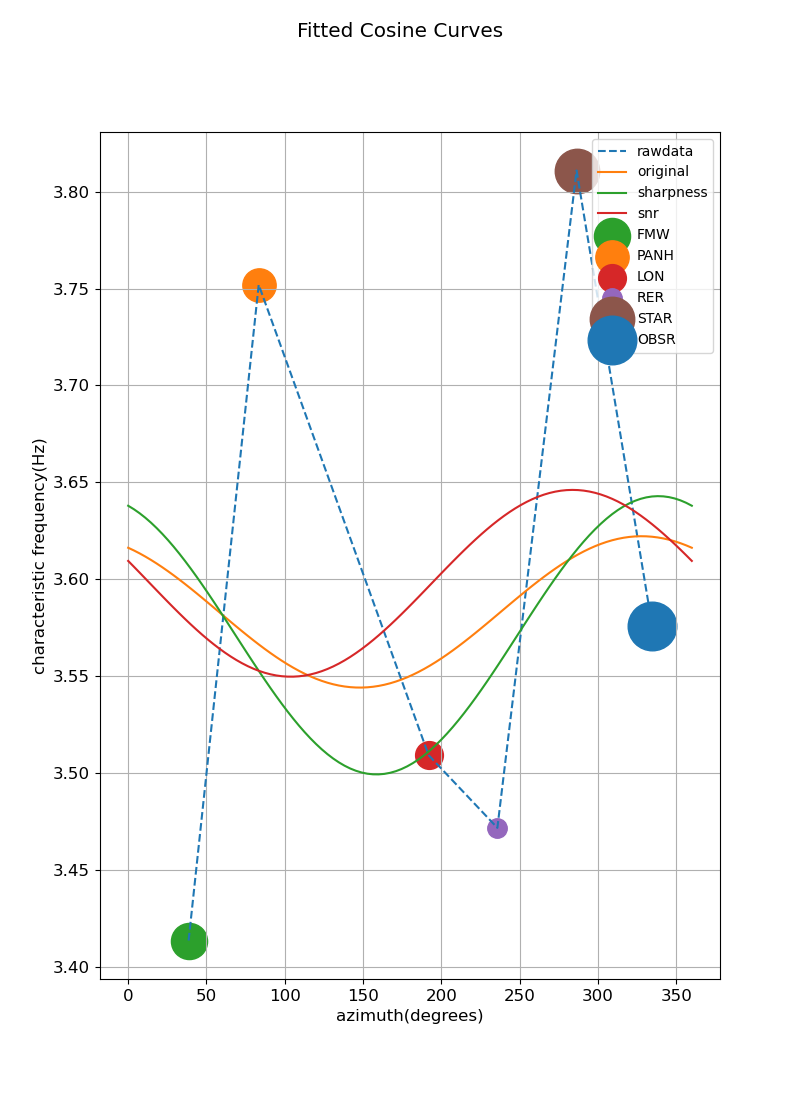 Fitted Cosine Curves
rawdata
original
sharpness
snr
FMW
PANH
LON
RER
STAR
OBSR
characteristic frequency(Hz)
3.80
3.75
3.70
3.65
3.60
3.55
3.50
3.45
3.40
0 50 100 150 200 250 300 350
azimuth(degrees)